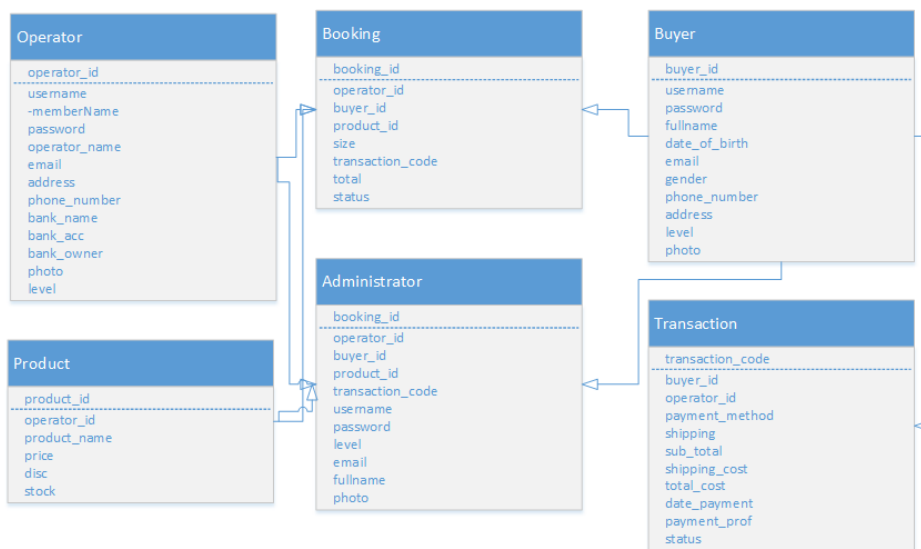 Operator
operator_id
username
-memberName
password
operator_name
email
address
phone_number
bank_name
bank_acc
bank_owner
photo
level
Booking
booking_id
operator_id
buyer_id
product_id
size
transaction_code
total
status
Buyer
buyer_id
username
password
fullname
date_of_birth
email
gender
phone_number
address
level
photo
Product
product_id
operator_id
product_name
price
disc
stock
Administrator
booking_id
operator_id
buyer_id
product_id
transaction_code
username
password
level
email
fullname
photo
Transaction
transaction_code
buyer_id
operator_id
payment_method
shipping
sub_total
shipping_cost
total_cost
date_payment
payment_prof
status